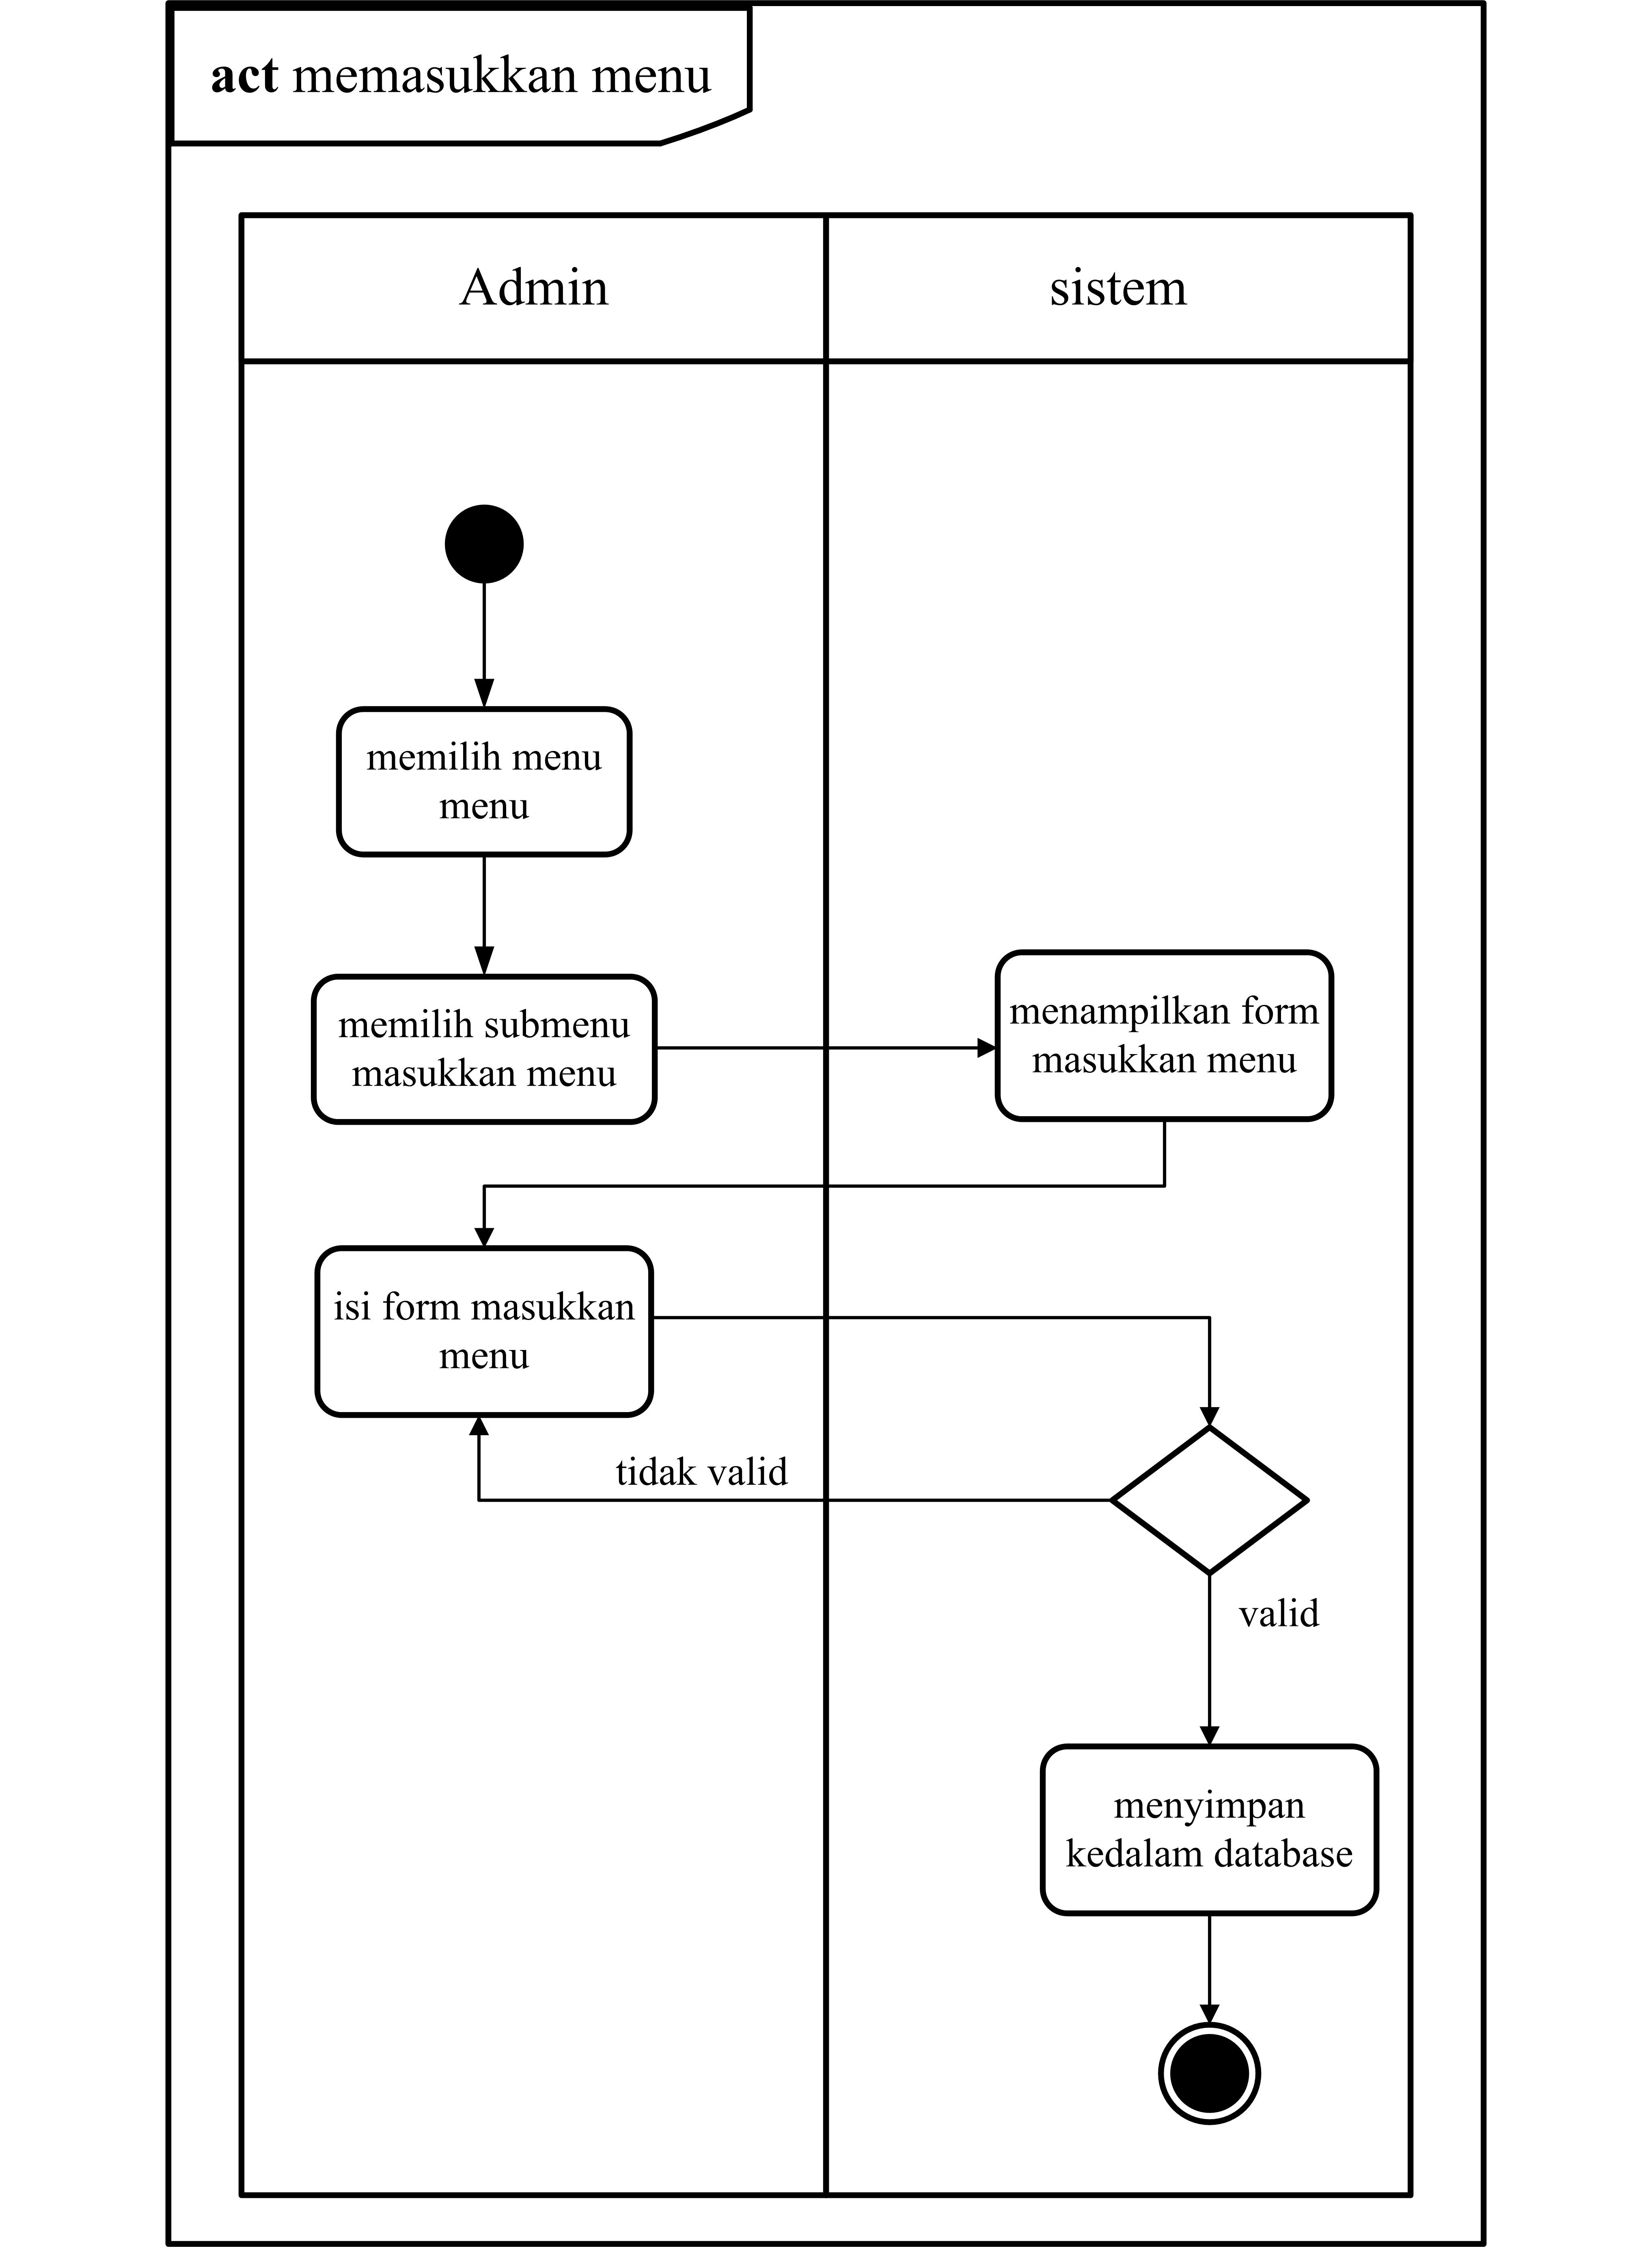 act memasukkan menu
Admin
sistem
memilih menu
menu
memilih submenu
masukkan menu
menampilkan form
masukkan menu
isi form masukkan
menu
tidak valid
valid
menyimpan
kedalam database